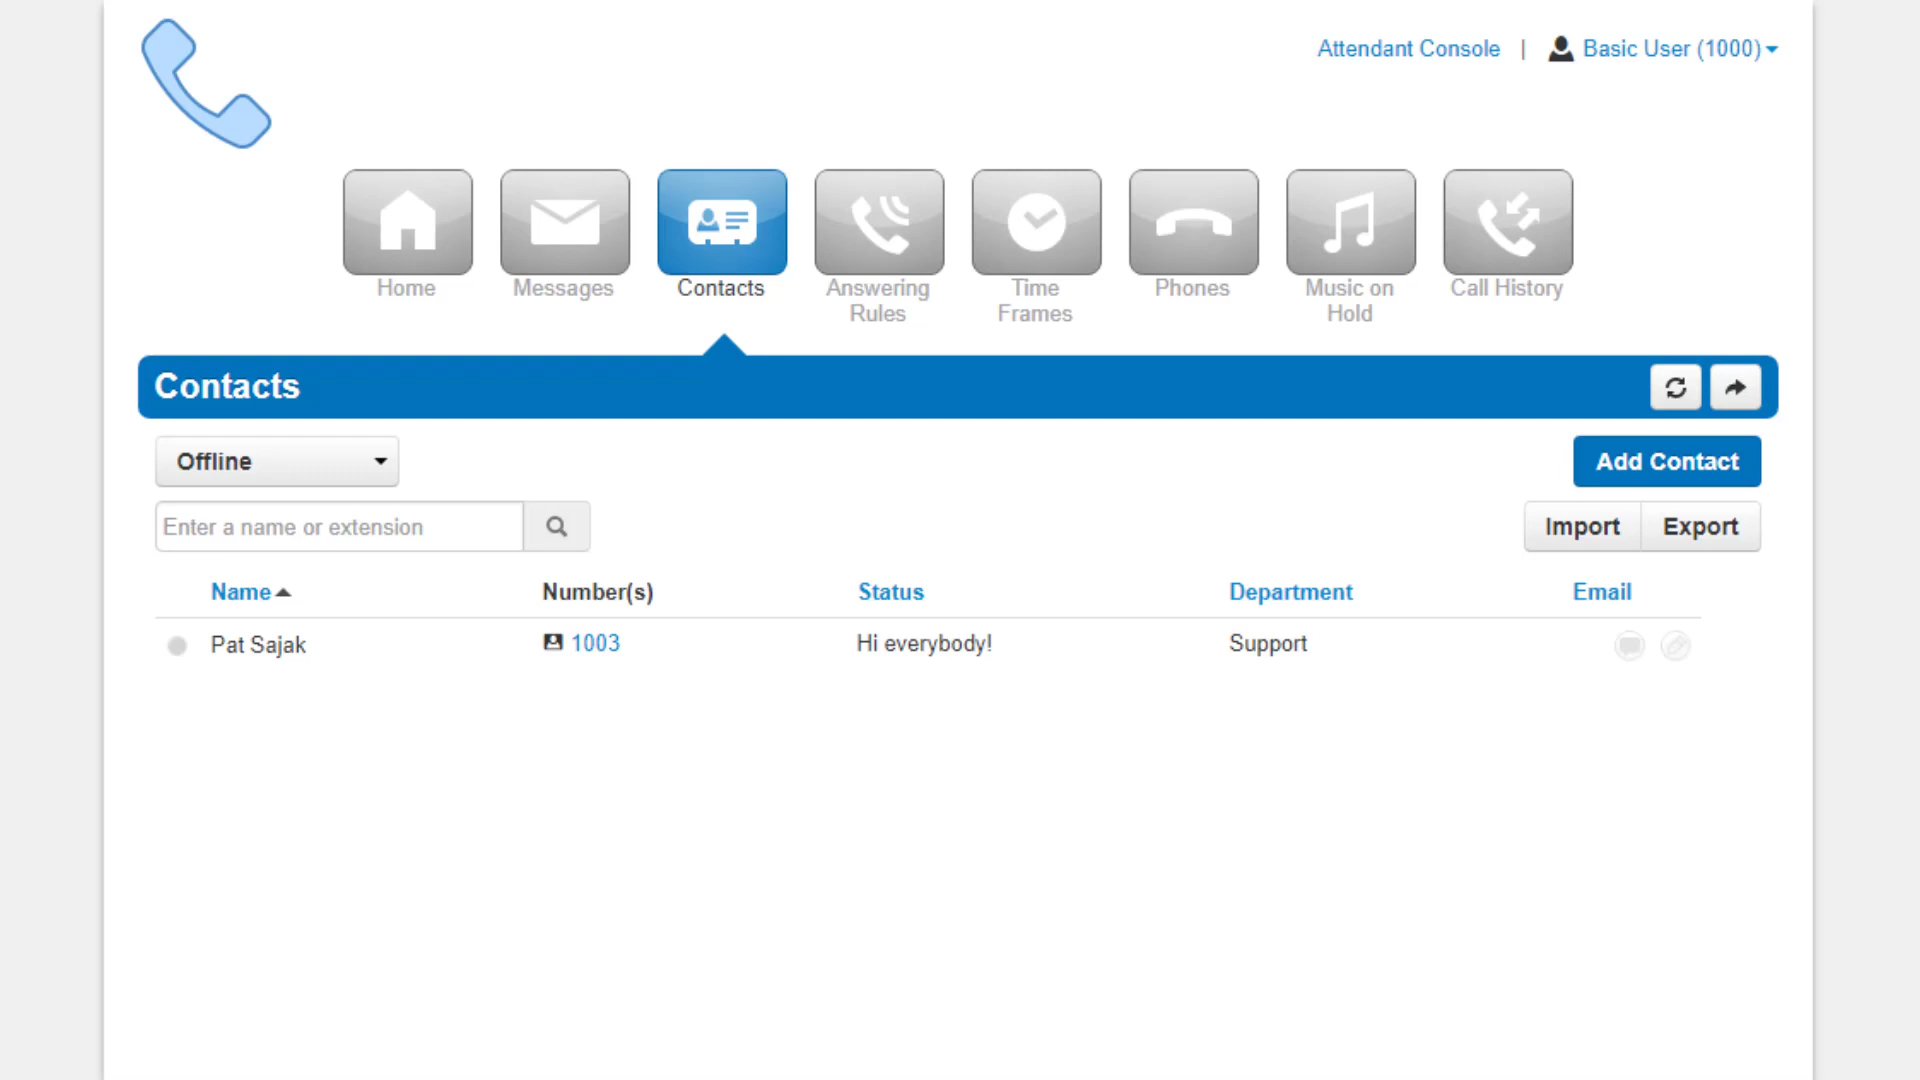 Attendant Console | Basic User (1000)
Home Messages Contacts Answering Rules Time Frames Phones Music on Hold Call History
Contacts
Offline
Add Contact
Enter a name or extension
Import Export
Name Number(s) Status Department Email
Pat Sajak 1003 Hi everybody! Support